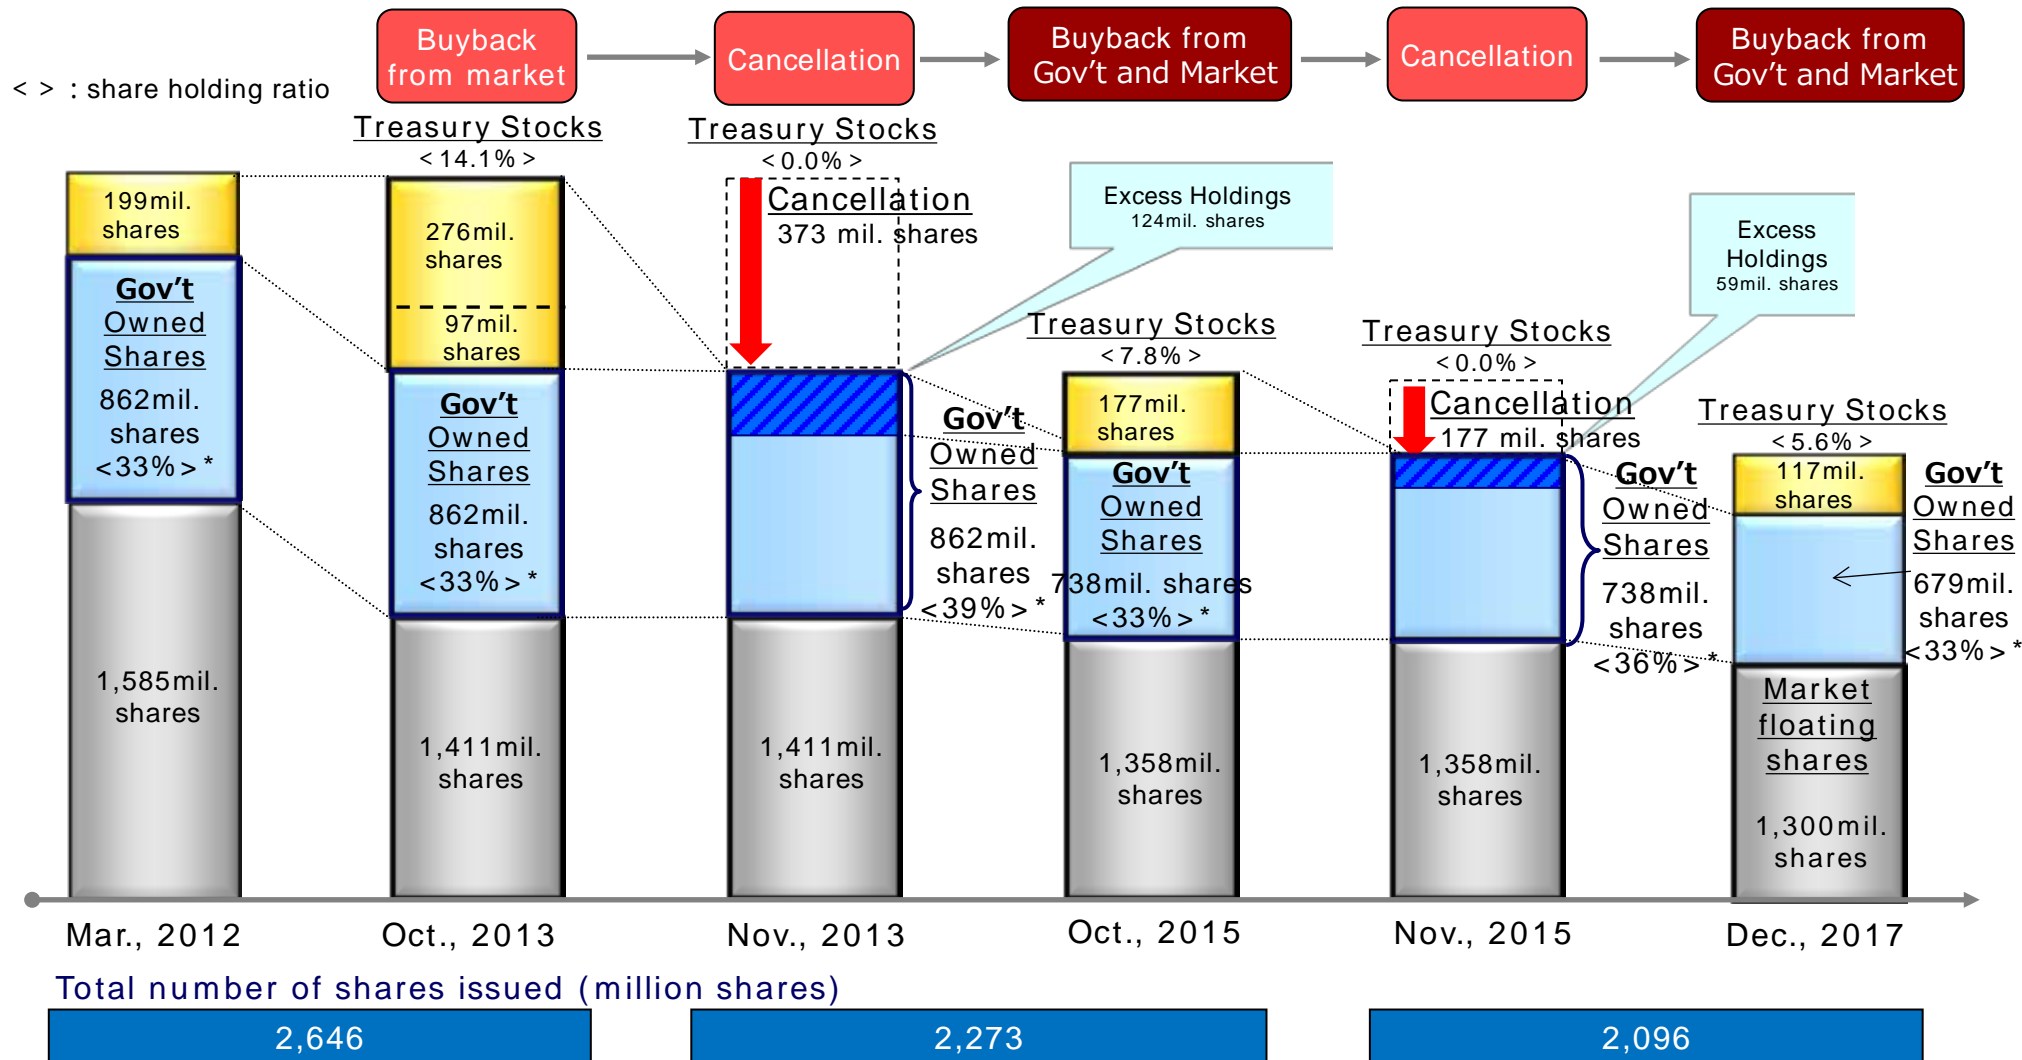 Buyback
from market
Cancellation
Buyback from
Gov't and Market
Cancellation
Buyback from
Gov't and Market
< > : share holding ratio
Treasury Stocks
<14.1%>
Treasury Stocks
<0.0%>
199mil.
shares
Gov't
Owned
Shares
862mil.
shares
<33%>*
1,585mil.
shares
276mil.
shares
97mil.
shares
Gov't
Owned
Shares
862mil.
shares
<33%>*
1,411mil.
shares
Cancellation
373 mil. shares
Excess Holdings
124mil. shares
Gov't
Owned
Shares
862mil.
shares
<39%>*
1,411mil.
shares
Treasury Stocks
<7.8%>
177mil.
shares
Gov't
Owned
Shares
738mil. shares
<33%>*
1,358mil.
shares
Treasury Stocks
<0.0%>
Cancellation
177 mil. shares
Excess
Holdings
59mil. shares
Gov't
Owned
Shares
738mil.
shares
<36%>*
1,358mil.
shares
Treasury Stocks
<5.6%>
117mil.
shares
Gov't
Owned
Shares
679mil.
shares
<33%>*
Market
floating
shares
1,300mil.
shares
Mar., 2012
Oct., 2013
Nov., 2013
Oct., 2015
Nov., 2015
Dec., 2017
Total number of shares issued (million shares)
2,646
2,273
2,096